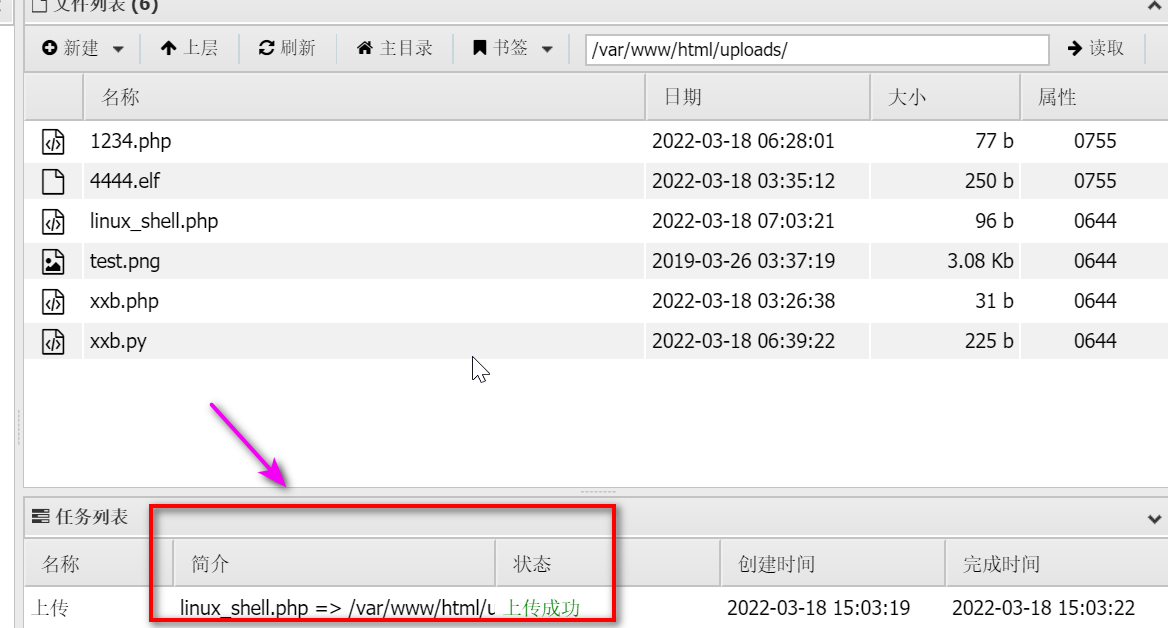 文件列表 (6)
新建 上层 刷新 主目录 书签 /var/www/html/uploads/ 读取
名称 日期 大小 属性
1234.php 2022-03-18 06:28:01 77 b 0755
4444.elf 2022-03-18 03:35:12 250 b 0755
linux_shell.php 2022-03-18 07:03:21 96 b 0644
test.png 2019-03-26 03:37:19 3.08 Kb 0644
xxb.php 2022-03-18 03:26:38 31 b 0644
xxb.py 2022-03-18 06:39:22 225 b 0644
任务列表
名称 简介 状态 创建时间 完成时间
上传 linux_shell.php => /var/www/html/u 上传成功 2022-03-18 15:03:19 2022-03-18 15:03:22